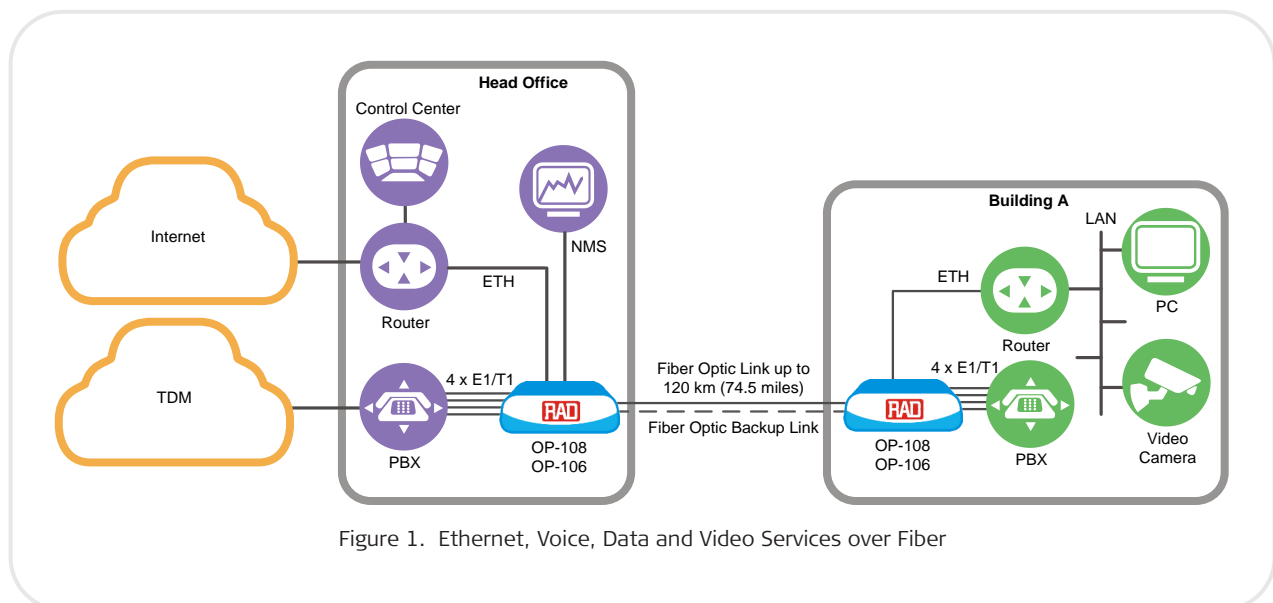 Head Office
Control Center
Internet
NMS
ETH
Router
TDM
4 x E1/T1
RAD
PBX
OP-108
OP-106
Fiber Optic Link up to
120 km (74.5 miles)
Fiber Optic Backup Link
Building A
LAN
ETH
PC
Router
4 x E1/T1
RAD
OP-108
OP-106
PBX
Video
Camera
Figure 1. Ethernet, Voice, Data and Video Services over Fiber